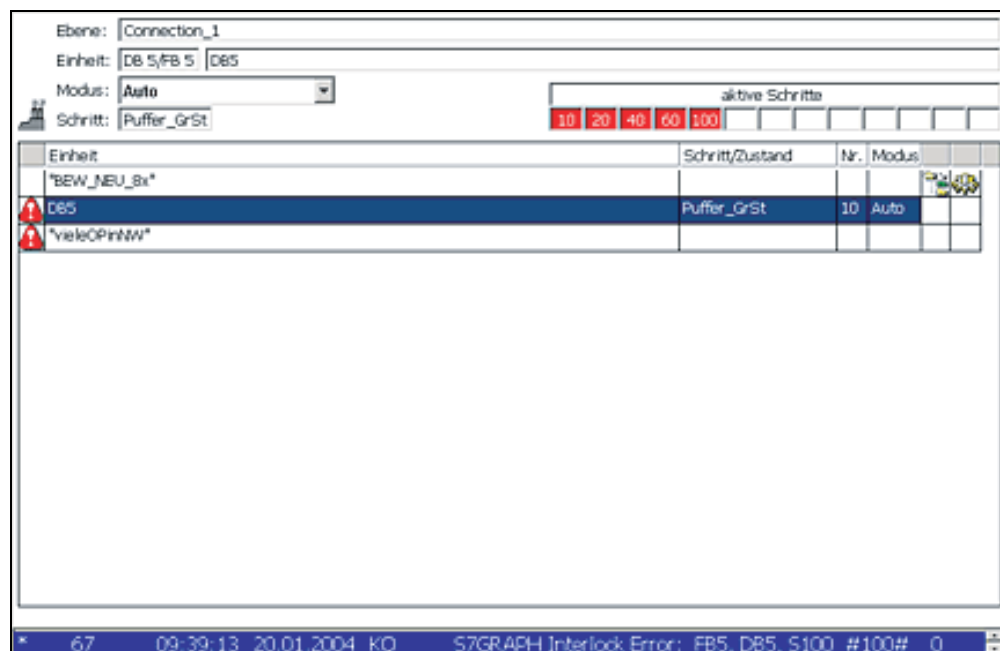 Ebene: Connection_1
Einheit: DB 5/FB 5 DB5
Modus: Auto
aktive Schritte
Schritt: Puffer_GrSt 10 20 40 60 100
Einheit Schritt/Zustand Nr. Modus
"BEW_NEU_8x"
DB5 Puffer_GrSt 10 Auto
"vieleOPinNW"
* 67 09:39:13 20.01.2004 KO S7GRAPH Interlock Error: FB5, DB5, S100 #100# 0